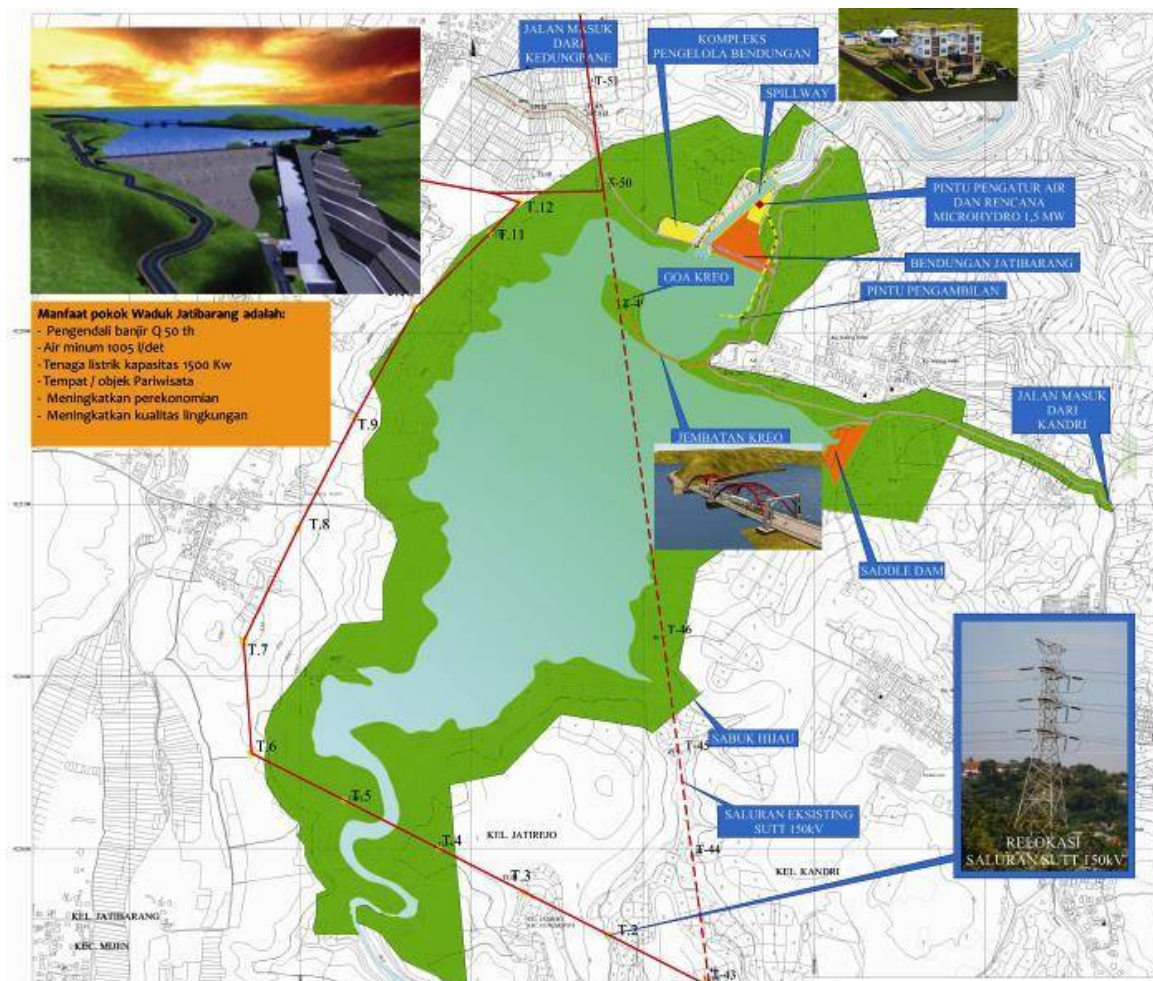 JALAN MASUK
DARI
KEDUNGPANE
KOMPLEKS
PENGELOLA BENDUNGAN
SPILLWAY
T-51
X-50
T.12
T.11
PINTU PENGATUR AIR
DAN RENCANA
MICROHYDRO 1,5 MW
BENDUNGAN JATIBARANG
GOA KREO
PINTU PENGAMBILAN
Manfaat pokok Waduk Jatibarang adalah:
- Pengendali banjir Q 50 th
- Air minum 1005 l/det
- Tenaga listrik kapasitas 1500 Kw
- Tempat / objek Pariwisata
- Meningkatkan perekonomian
- Meningkatkan kualitas lingkungan
JALAN MASUK
DARI
KANDRI
T.9
JEMBATAN KREO
T.8
SADDLE DAM
T-46
T.7
SABUK HIJAU
T-45
T.6
T.5
SALURAN EKSISTING
SUTT 150kV
RELOKASI
SALURAN SUTT 150kV
KEL. JATIREJO
T.4
T-44
KEL. KANDRI
T.3
KEL. JATIBARANG
KEC. MIJEN
T.2
T-43